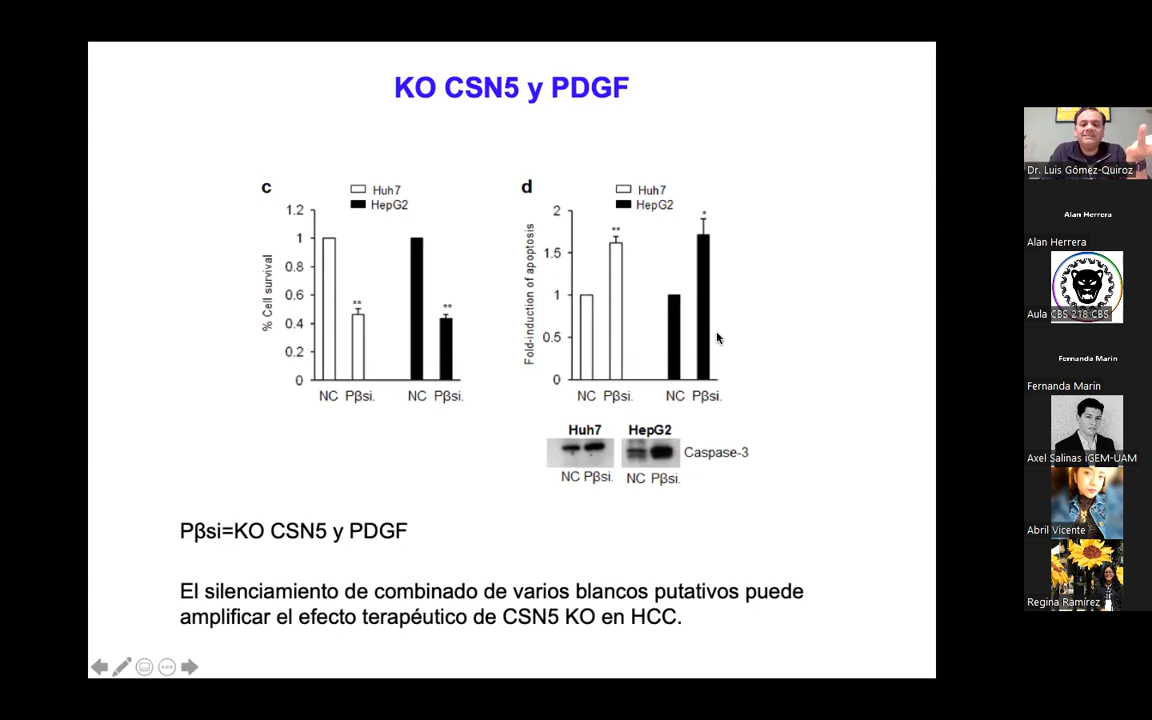 KO CSN5 y PDGF
c
Huh7
HepG2
% Cell survival
1.2
1
0.8
0.6
0.4
0.2
0
**
**
NC Pβsi. NC Pβsi.
d
Huh7
HepG2
Fold-induction of apoptosis
2
1.5
1
0.5
0
**
*
NC Pβsi. NC Pβsi.
Huh7 HepG2
Caspase-3
NC Pβsi. NC Pβsi.
Pβsi=KO CSN5 y PDGF
El silenciamiento de combinado de varios blancos putativos puede
amplificar el efecto terapéutico de CSN5 KO en HCC.
Dr. Luis Gómez-Quiroz
Alan Herrera
Alan Herrera
Aula CBS 218 CBS
Fernanda Marin
Fernanda Marin
Axel Salinas iGEM-UAM
Abril Vicente
Regina Ramírez